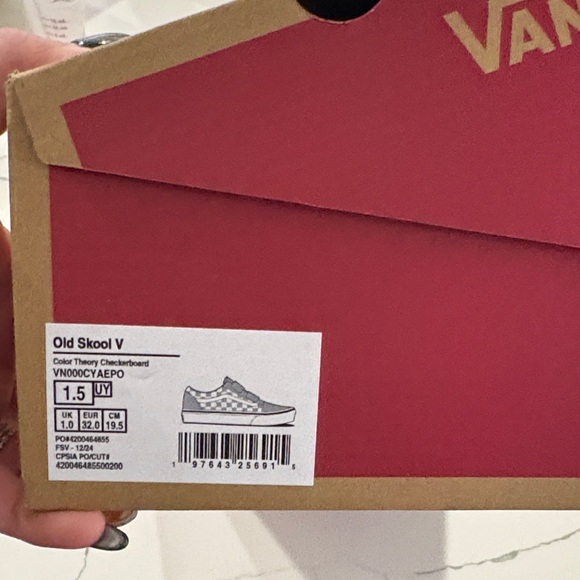 VAN
Old Skool V
Color Theory Checkerboard
VN000CYAEPO
1.5 UY
UK EUR CM
1.0 32.0 19.5
PO#4200464855
FSV - 12/24
CPSIA PO/CUT#
420046485500200
1 97643 25691 5